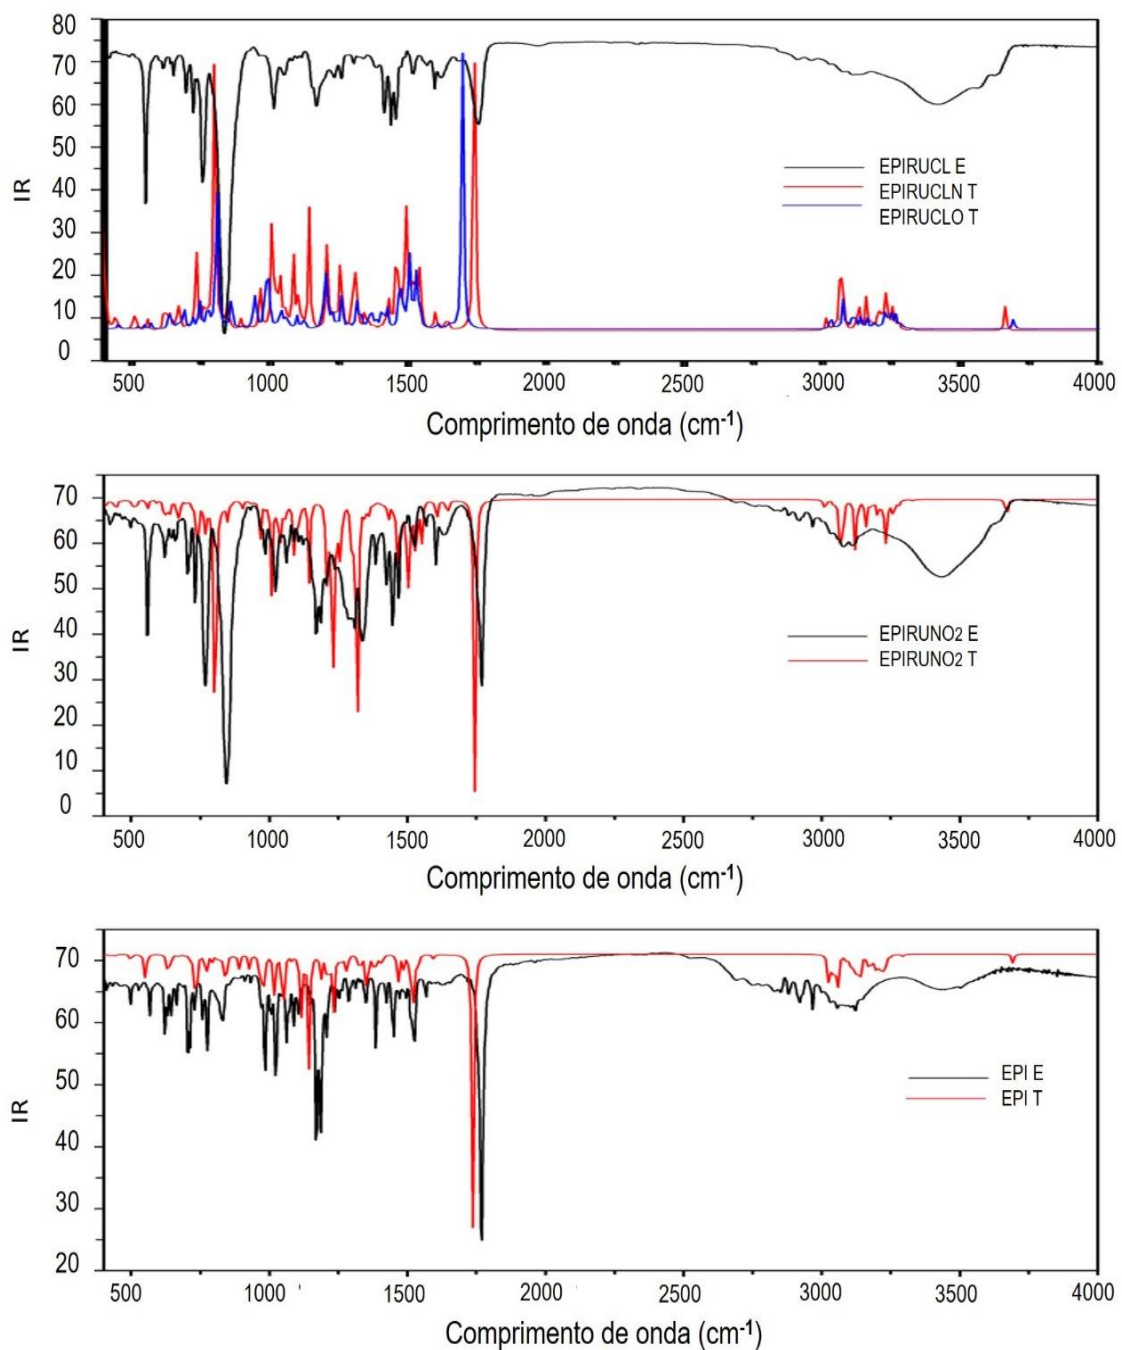 80
70
60
50
40
30
20
10
0
IR
EPIRUCL E
EPIRUCLN T
EPIRUCLO T
500 1000 1500 2000 2500 3000 3500 4000
Comprimento de onda (cm-1)
70
60
50
40
30
20
10
0
IR
EPIRUNO2 E
EPIRUNO2 T
500 1000 1500 2000 2500 3000 3500 4000
Comprimento de onda (cm-1)
70
60
50
40
30
20
IR
EPI E
EPI T
500 1000 1500 2000 2500 3000 3500 4000
Comprimento de onda (cm-1)